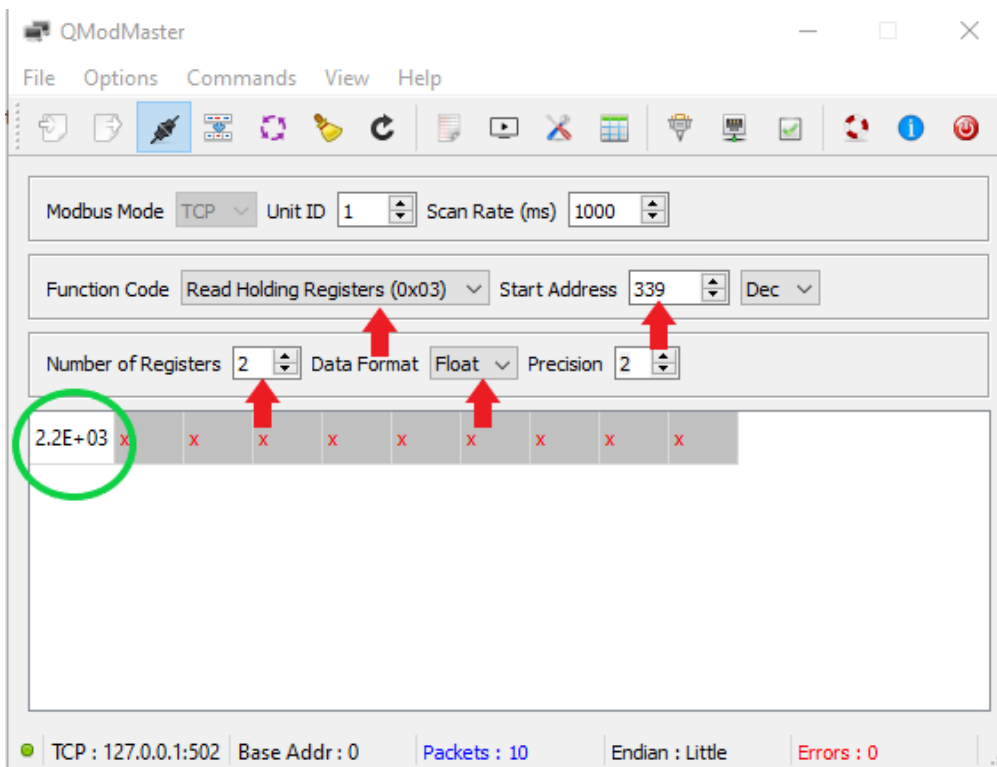 QModMaster
File Options Commands View Help
Modbus Mode TCP Unit ID 1 Scan Rate (ms) 1000
Function Code Read Holding Registers (0x03) Start Address 339 Dec
Number of Registers 2 Data Format Float Precision 2
2.2E+03 x x x x x x x x x
TCP : 127.0.0.1:502 Base Addr : 0 Packets : 10 Endian : Little Errors : 0